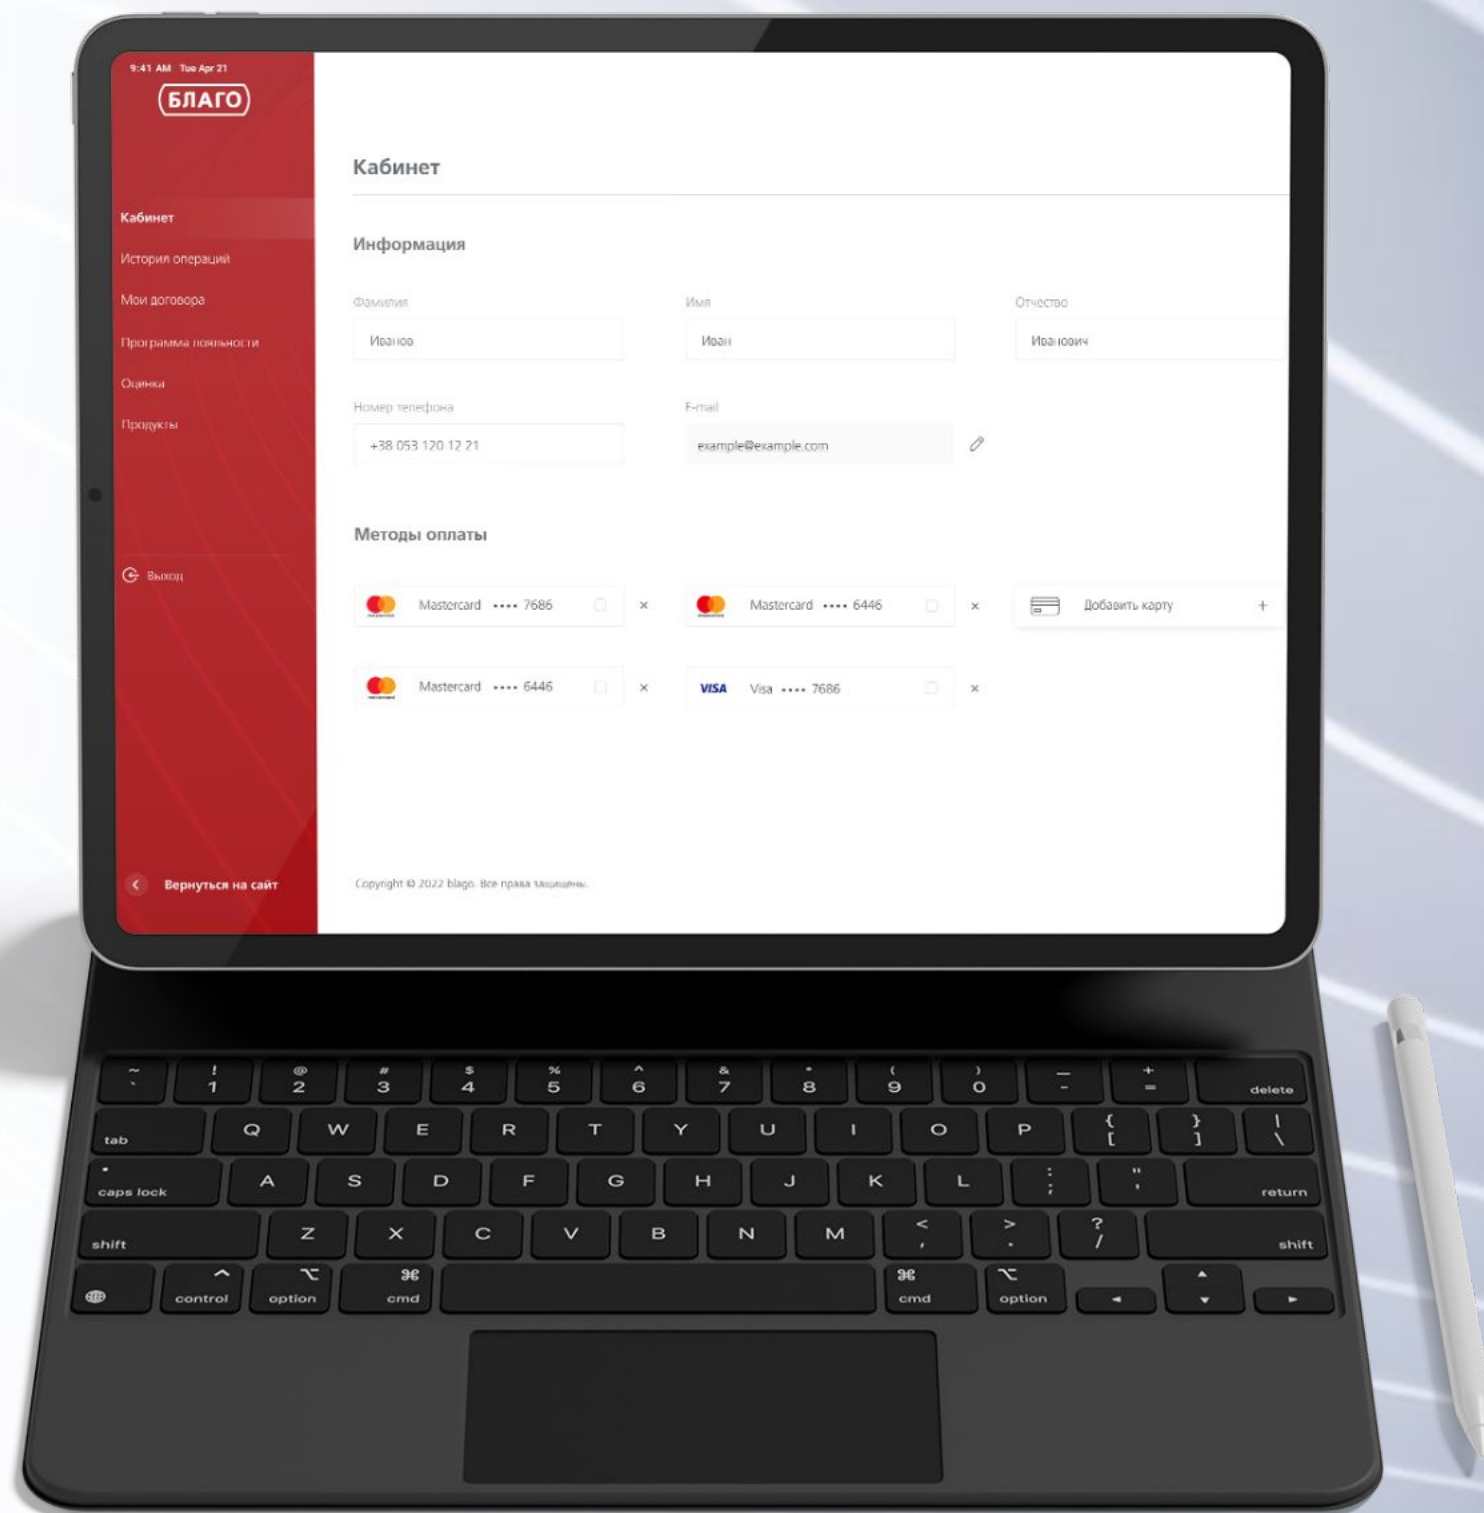 9:41 AM Tue Apr 21
БЛАГО
Кабинет
История операций
Мои договора
Программа лояльности
Оценка
Продукты
Выход
Вернуться на сайт
Кабинет
Информация
Фамилия Имя Отчество
Иванов Иван Иванович
Номер телефона E-mail
+38 053 120 12 21 example@example.com
Методы оплаты
Mastercard •••• 7686 × Mastercard •••• 6446 × Добавить карту +
Mastercard •••• 6446 × VISA Visa •••• 7686 ×
Copyright © 2022 blago. Все права защищены.
~ ! @ # $ % ^ & * ( ) — +
` 1 2 3 4 5 6 7 8 9 0 - = delete
tab Q W E R T Y U I O P { [ } ] | \
caps lock A S D F G H J K L : ; " ' return
shift Z X C V B N M < , > . ? / shift
^ control ⌥ option ⌘ cmd ⌘ cmd ⌥ option ◄ ▲ ▼ ►